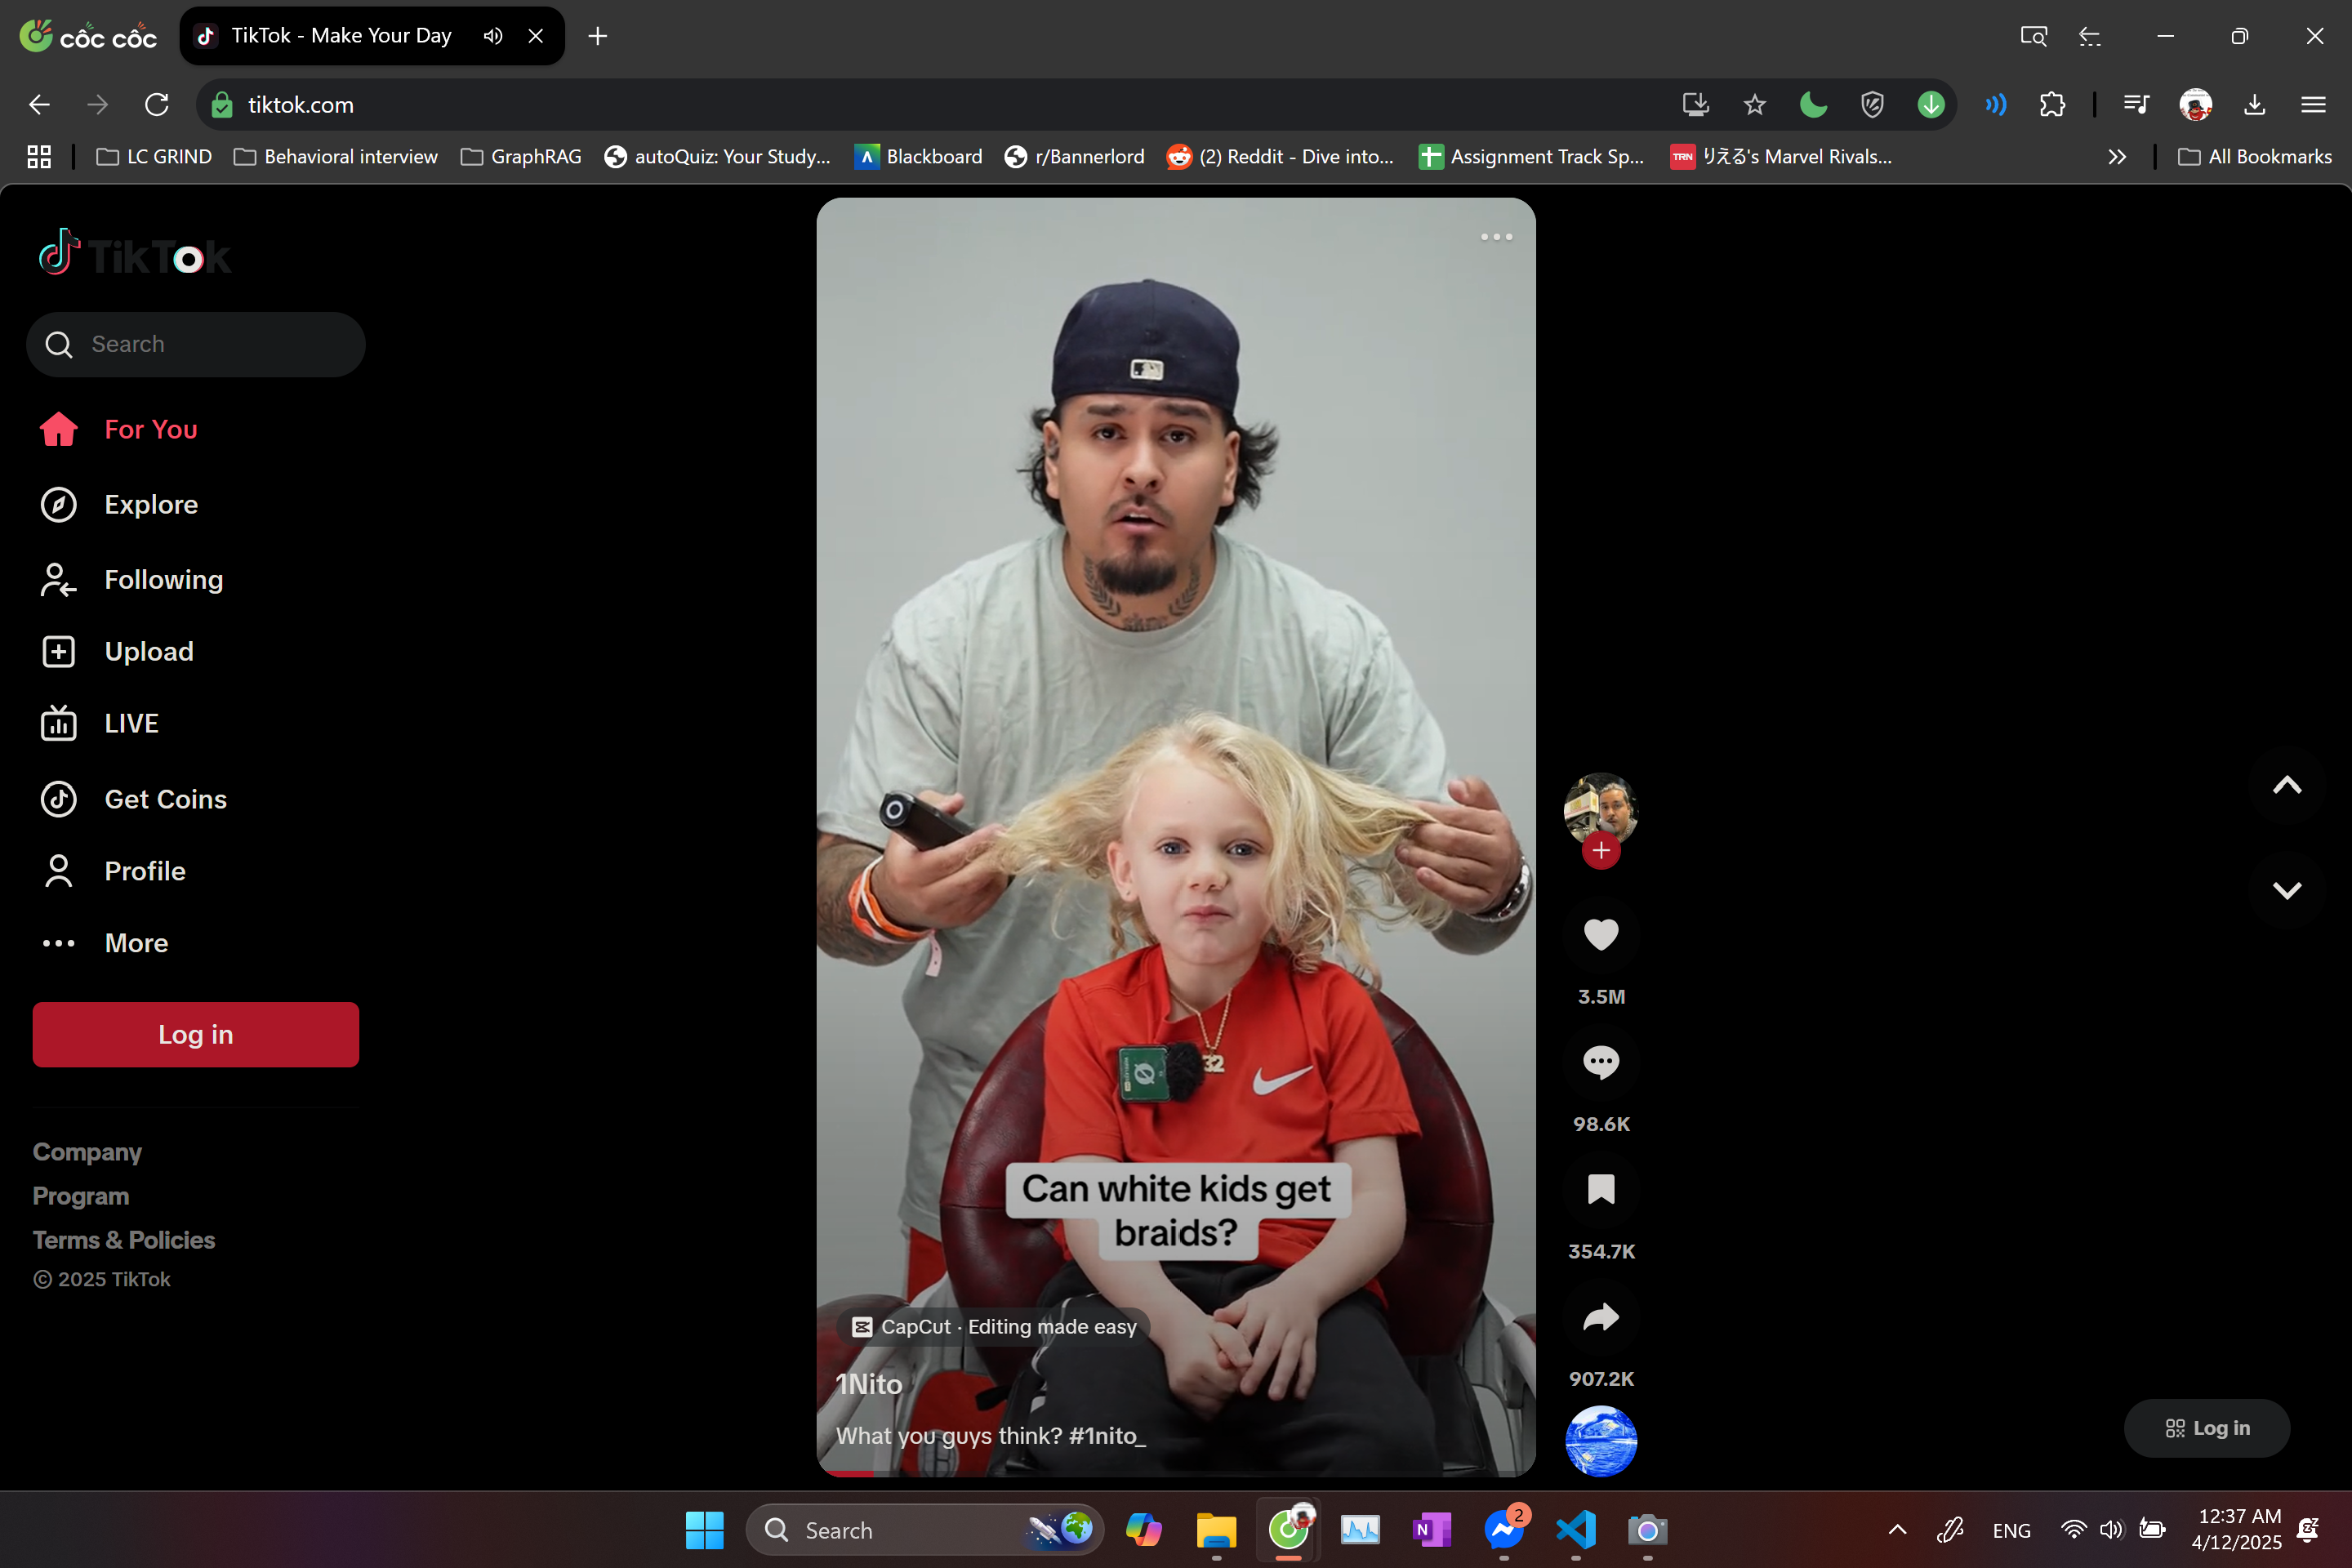 cốc cốc
TikTok - Make Your Day
tiktok.com
LC GRIND
Behavioral interview
GraphRAG
autoQuiz: Your Study...
Blackboard
r/Bannerlord
(2) Reddit - Dive into...
Assignment Track Sp...
TRN
りえる's Marvel Rivals...
All Bookmarks
TikTok
Search
For You
Explore
Following
Upload
LIVE
Get Coins
Profile
More
Log in
Company
Program
Terms & Policies
© 2025 TikTok
32
Can white kids get
braids?
CapCut · Editing made easy
1Nito
What you guys think? #1nito_
3.5M
98.6K
354.7K
907.2K
Log in
Search
N
2
ENG
12:37 AM
4/12/2025